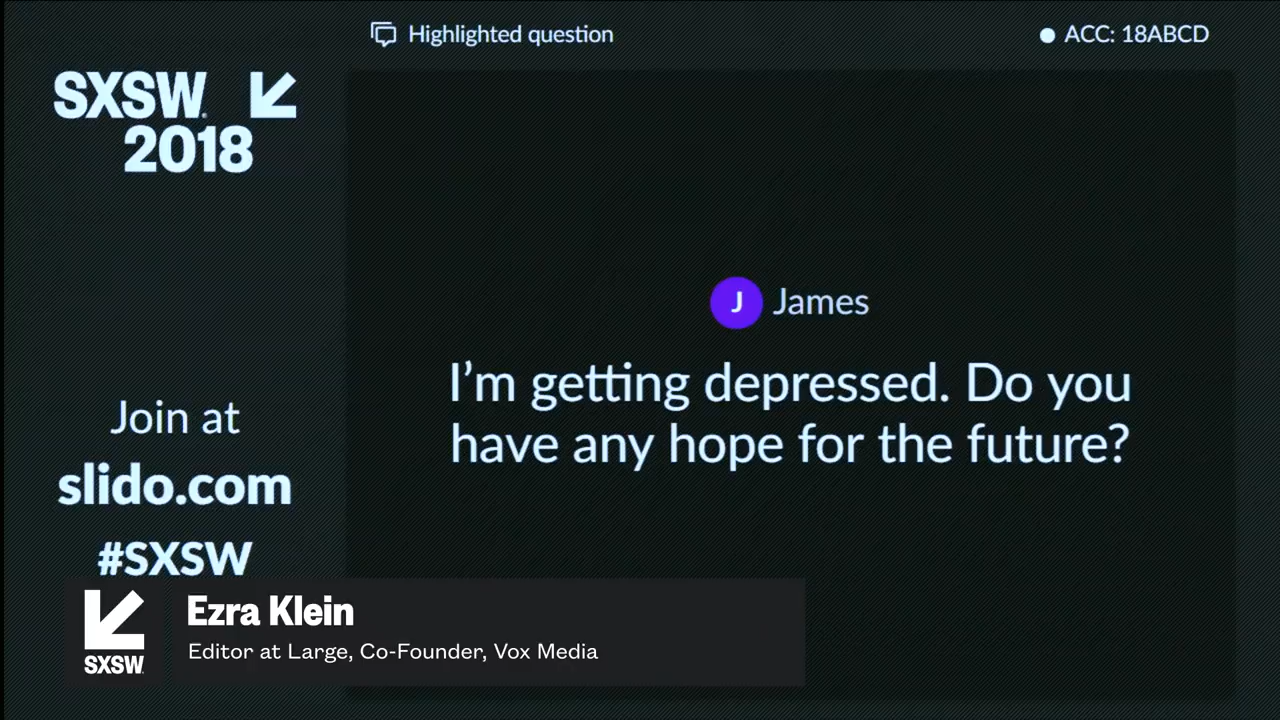 Highlighted question
ACC: 18ABCD
SXSW.
2018
J
James
I’m getting depressed. Do you
have any hope for the future?
Join at
slido.com
#SXSW
SXSW.
Ezra Klein
Editor at Large, Co-Founder, Vox Media